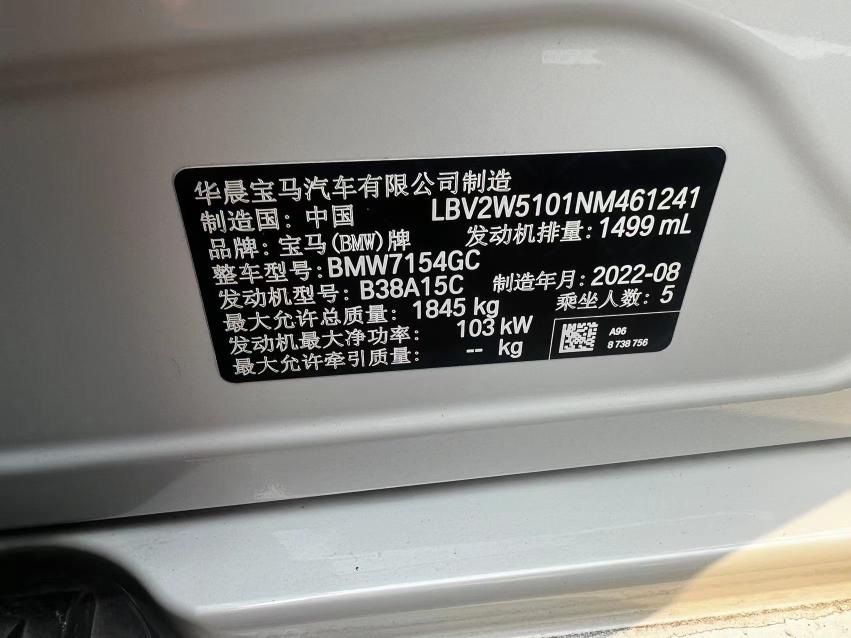 华晨宝马汽车有限公司制造
制造国: 中国 LBV2W5101NM461241
品牌: 宝马(BMW)牌 发动机排量: 1499 mL
整车型号: BMW7154GC
发动机型号: B38A15C 制造年月: 2022-08
最大允许总质量: 1845 kg 乘坐人数: 5
发动机最大净功率: 103 kW
最大允许牵引质量: -- kg
A96
8 738 756